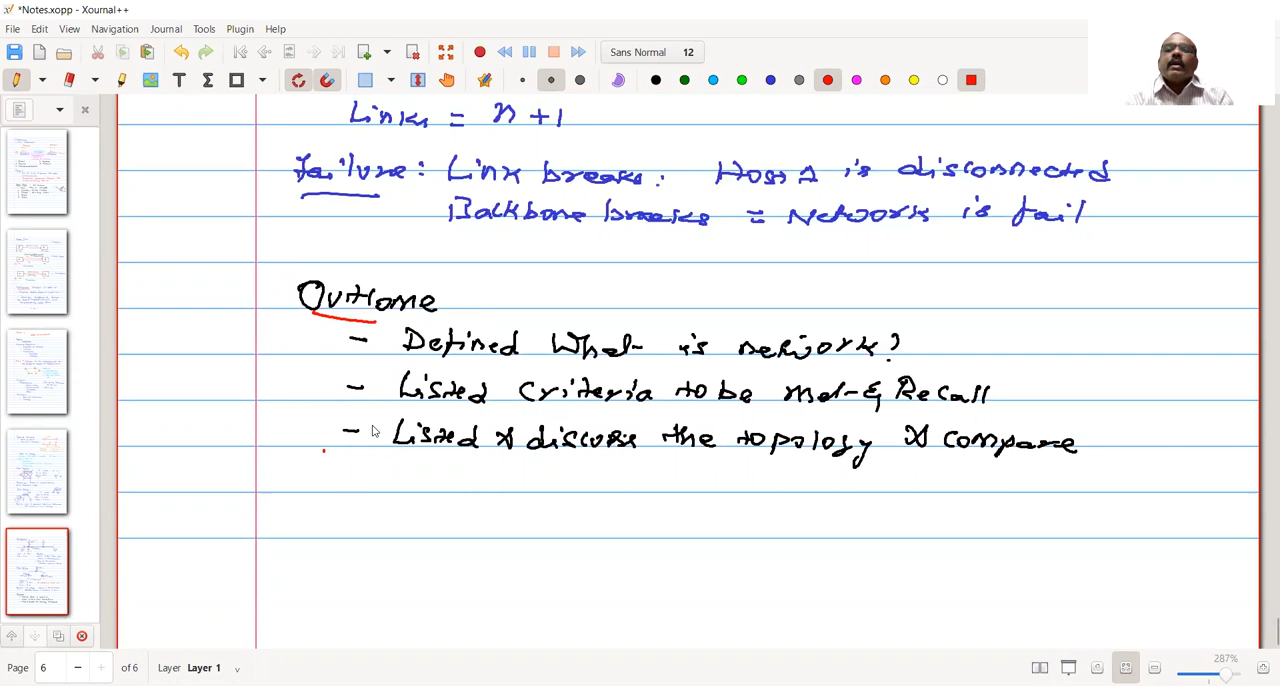 *Notes.xopp - Xournal++
File Edit View Navigation Journal Tools Plugin Help
Sans Normal 12
Links = n + 1
Failure: Link breaks: Host 1 is disconnected
Backbone breaks = Network is fail
Outcome
- Defined What is network?
- Listed Criteria to be met & Recall
- Listed & discuss the topology & compare
Page 6 of 6 Layer Layer 1 287%